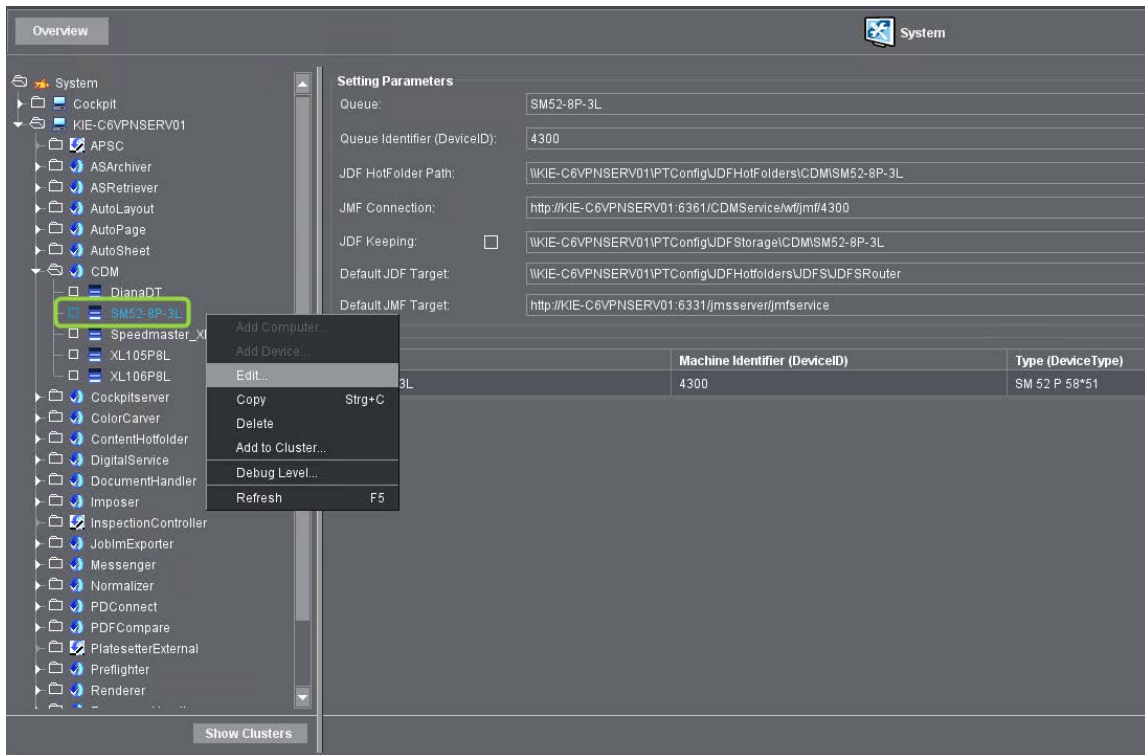 Overview
System
System
Cockpit
KIE-C6VPNSERV01
APSC
ASArchiver
ASRetriever
AutoLayout
AutoPage
AutoSheet
CDM
DianaDT
SM52-8P-3L
Speedmaster_
XL105P8L
XL106P8L
Cockpitserver
ColorCarver
ContentHotfolder
DigitalService
DocumentHandler
Imposer
InspectionController
JobImExporter
Messenger
Normalizer
PDConnect
PDFCompare
PlatesetterExternal
Preflighter
Renderer
Show Clusters
Add Computer...
Add Device...
Edit...
Copy Strg+C
Delete
Add to Cluster...
Debug Level...
Refresh F5
Setting Parameters
Queue: SM52-8P-3L
Queue Identifier (DeviceID): 4300
JDF HotFolder Path: \\KIE-C6VPNSERV01\PTConfig\JDFHotFolders\CDM\SM52-8P-3L
JMF Connection: http://KIE-C6VPNSERV01:6361/CDMService/wf/jmf/4300
JDF Keeping: \\KIE-C6VPNSERV01\PTConfig\JDFStorage\CDM\SM52-8P-3L
Default JDF Target: \\KIE-C6VPNSERV01\PTConfig\JDFHotfolders\JDFS\JDFSRouter
Default JMF Target: http://KIE-C6VPNSERV01:6331/jmsserver/jmfservice
Machine Identifier (DeviceID) Type (DeviceType)
3L 4300 SM 52 P 58*51